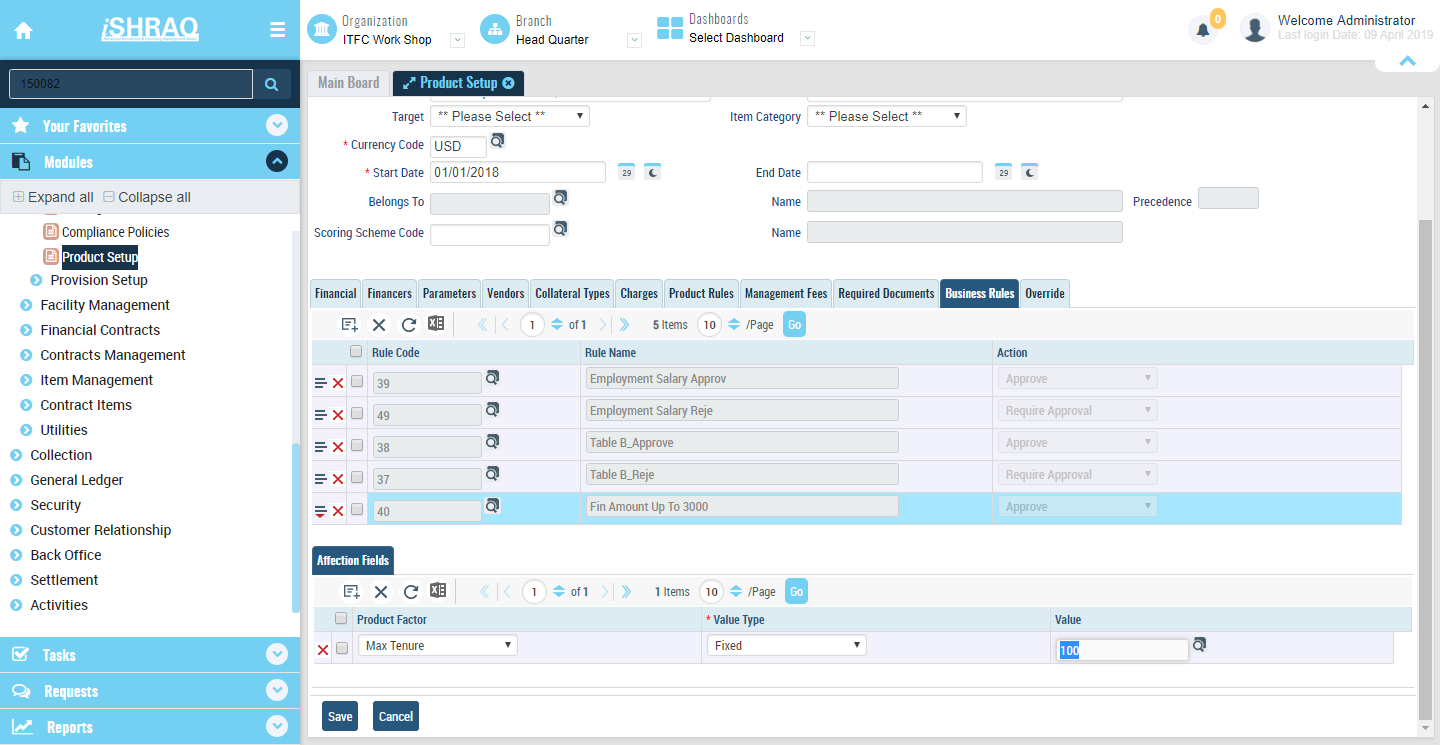 iSHRAQ
Organization
ITFC Work Shop
Branch
Head Quarter
Dashboards
Select Dashboard
0
Welcome Administrator
Last login Date: 09 April 2019
150082
Your Favorites
Modules
Expand all
Collapse all
Compliance Policies
Product Setup
Provision Setup
Facility Management
Financial Contracts
Contracts Management
Item Management
Contract Items
Utilities
Collection
General Ledger
Security
Customer Relationship
Back Office
Settlement
Activities
Tasks
Requests
Reports
Main Board
Product Setup
Target ** Please Select ** Item Category ** Please Select **
* Currency Code USD
* Start Date 01/01/2018 29 End Date 29
Belongs To Name Precedence
Scoring Scheme Code Name
Financial Financers Parameters Vendors Collateral Types Charges Product Rules Management Fees Required Documents Business Rules Override
1 of 1 5 Items 10 /Page Go
Rule Code Rule Name Action
39 Employment Salary Approv Approve
49 Employment Salary Reje Require Approval
38 Table B_Approve Approve
37 Table B_Reje Require Approval
40 Fin Amount Up To 3000 Approve
Affection Fields
1 of 1 1 Items 10 /Page Go
Product Factor * Value Type Value
Max Tenure Fixed 100
Save Cancel